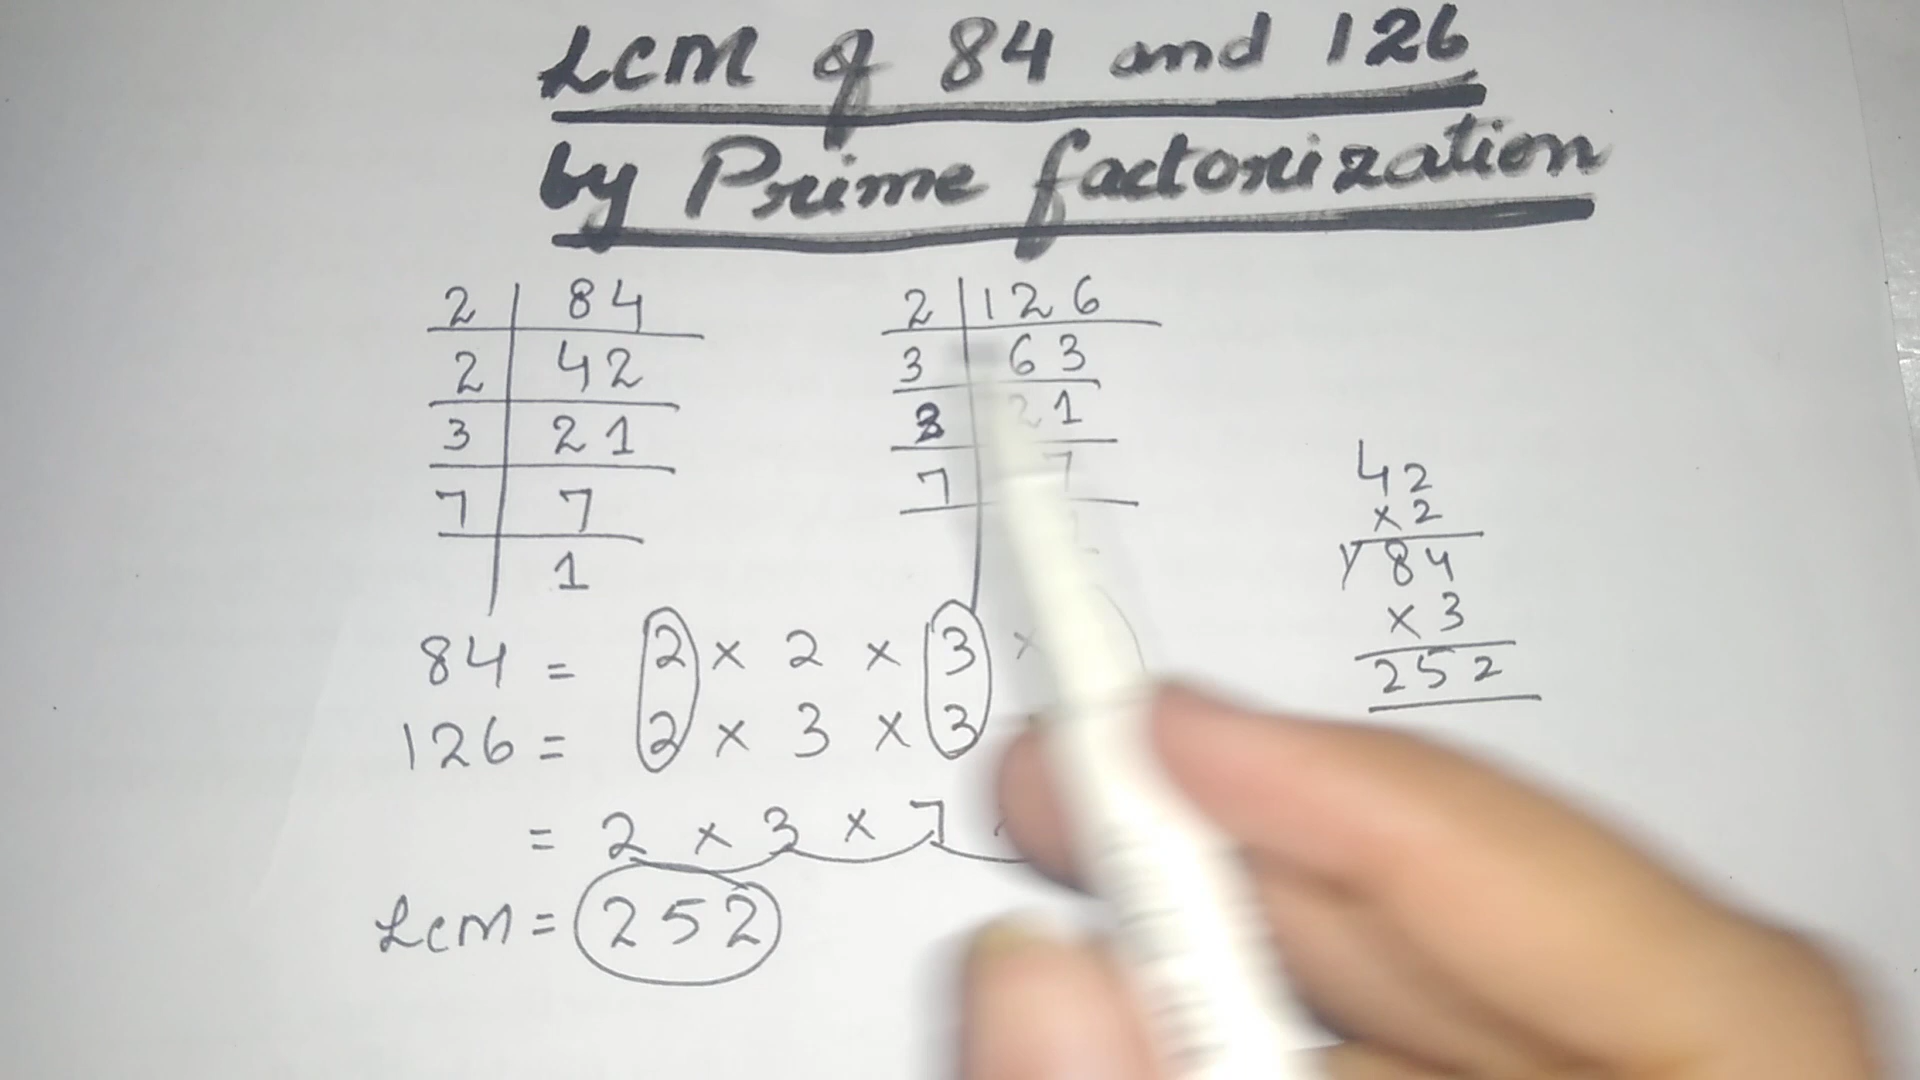 LCM of 84 and 126
by Prime factorization
2 | 84
2 | 42
3 | 21
7 | 7
1
2 | 126
3 | 63
3 | 21
7 | 7
84 = 2 × 2 × 3 ×
126 = 2 × 3 × 3
= 2 × 3 × 7
LCM = 252
42
× 2
84
× 3
252